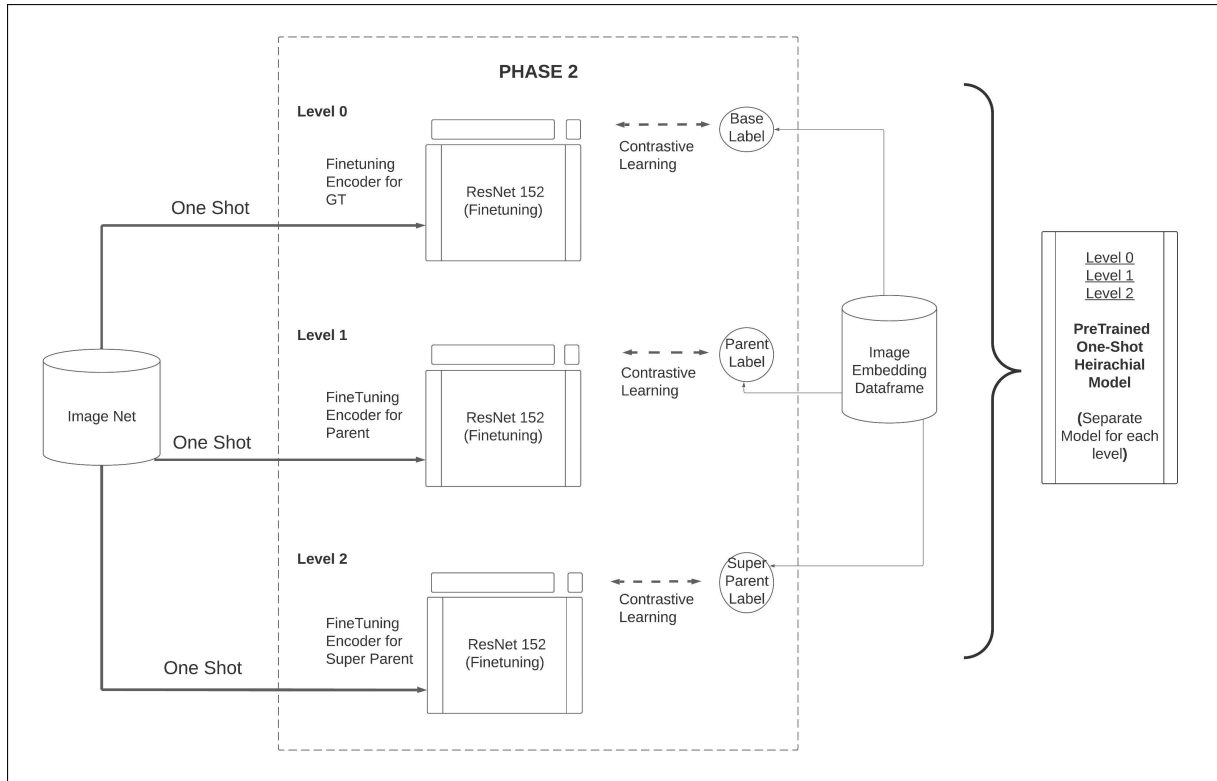 PHASE 2
Level 0
Finetuning
Encoder for
GT
One Shot
ResNet 152
(Finetuning)
Contrastive
Learning
Base
Label
Level 1
FineTuning
Encoder for
Parent
One Shot
ResNet 152
(Finetuning)
Contrastive
Learning
Parent
Label
Image Net
Level 2
FineTuning
Encoder for
Super Parent
One Shot
ResNet 152
(Finetuning)
Contrastive
Learning
Super
Parent
Label
Image
Embedding
Dataframe
Level 0
Level 1
Level 2
PreTrained
One-Shot
Heirachial
Model
(Separate
Model for each
level)